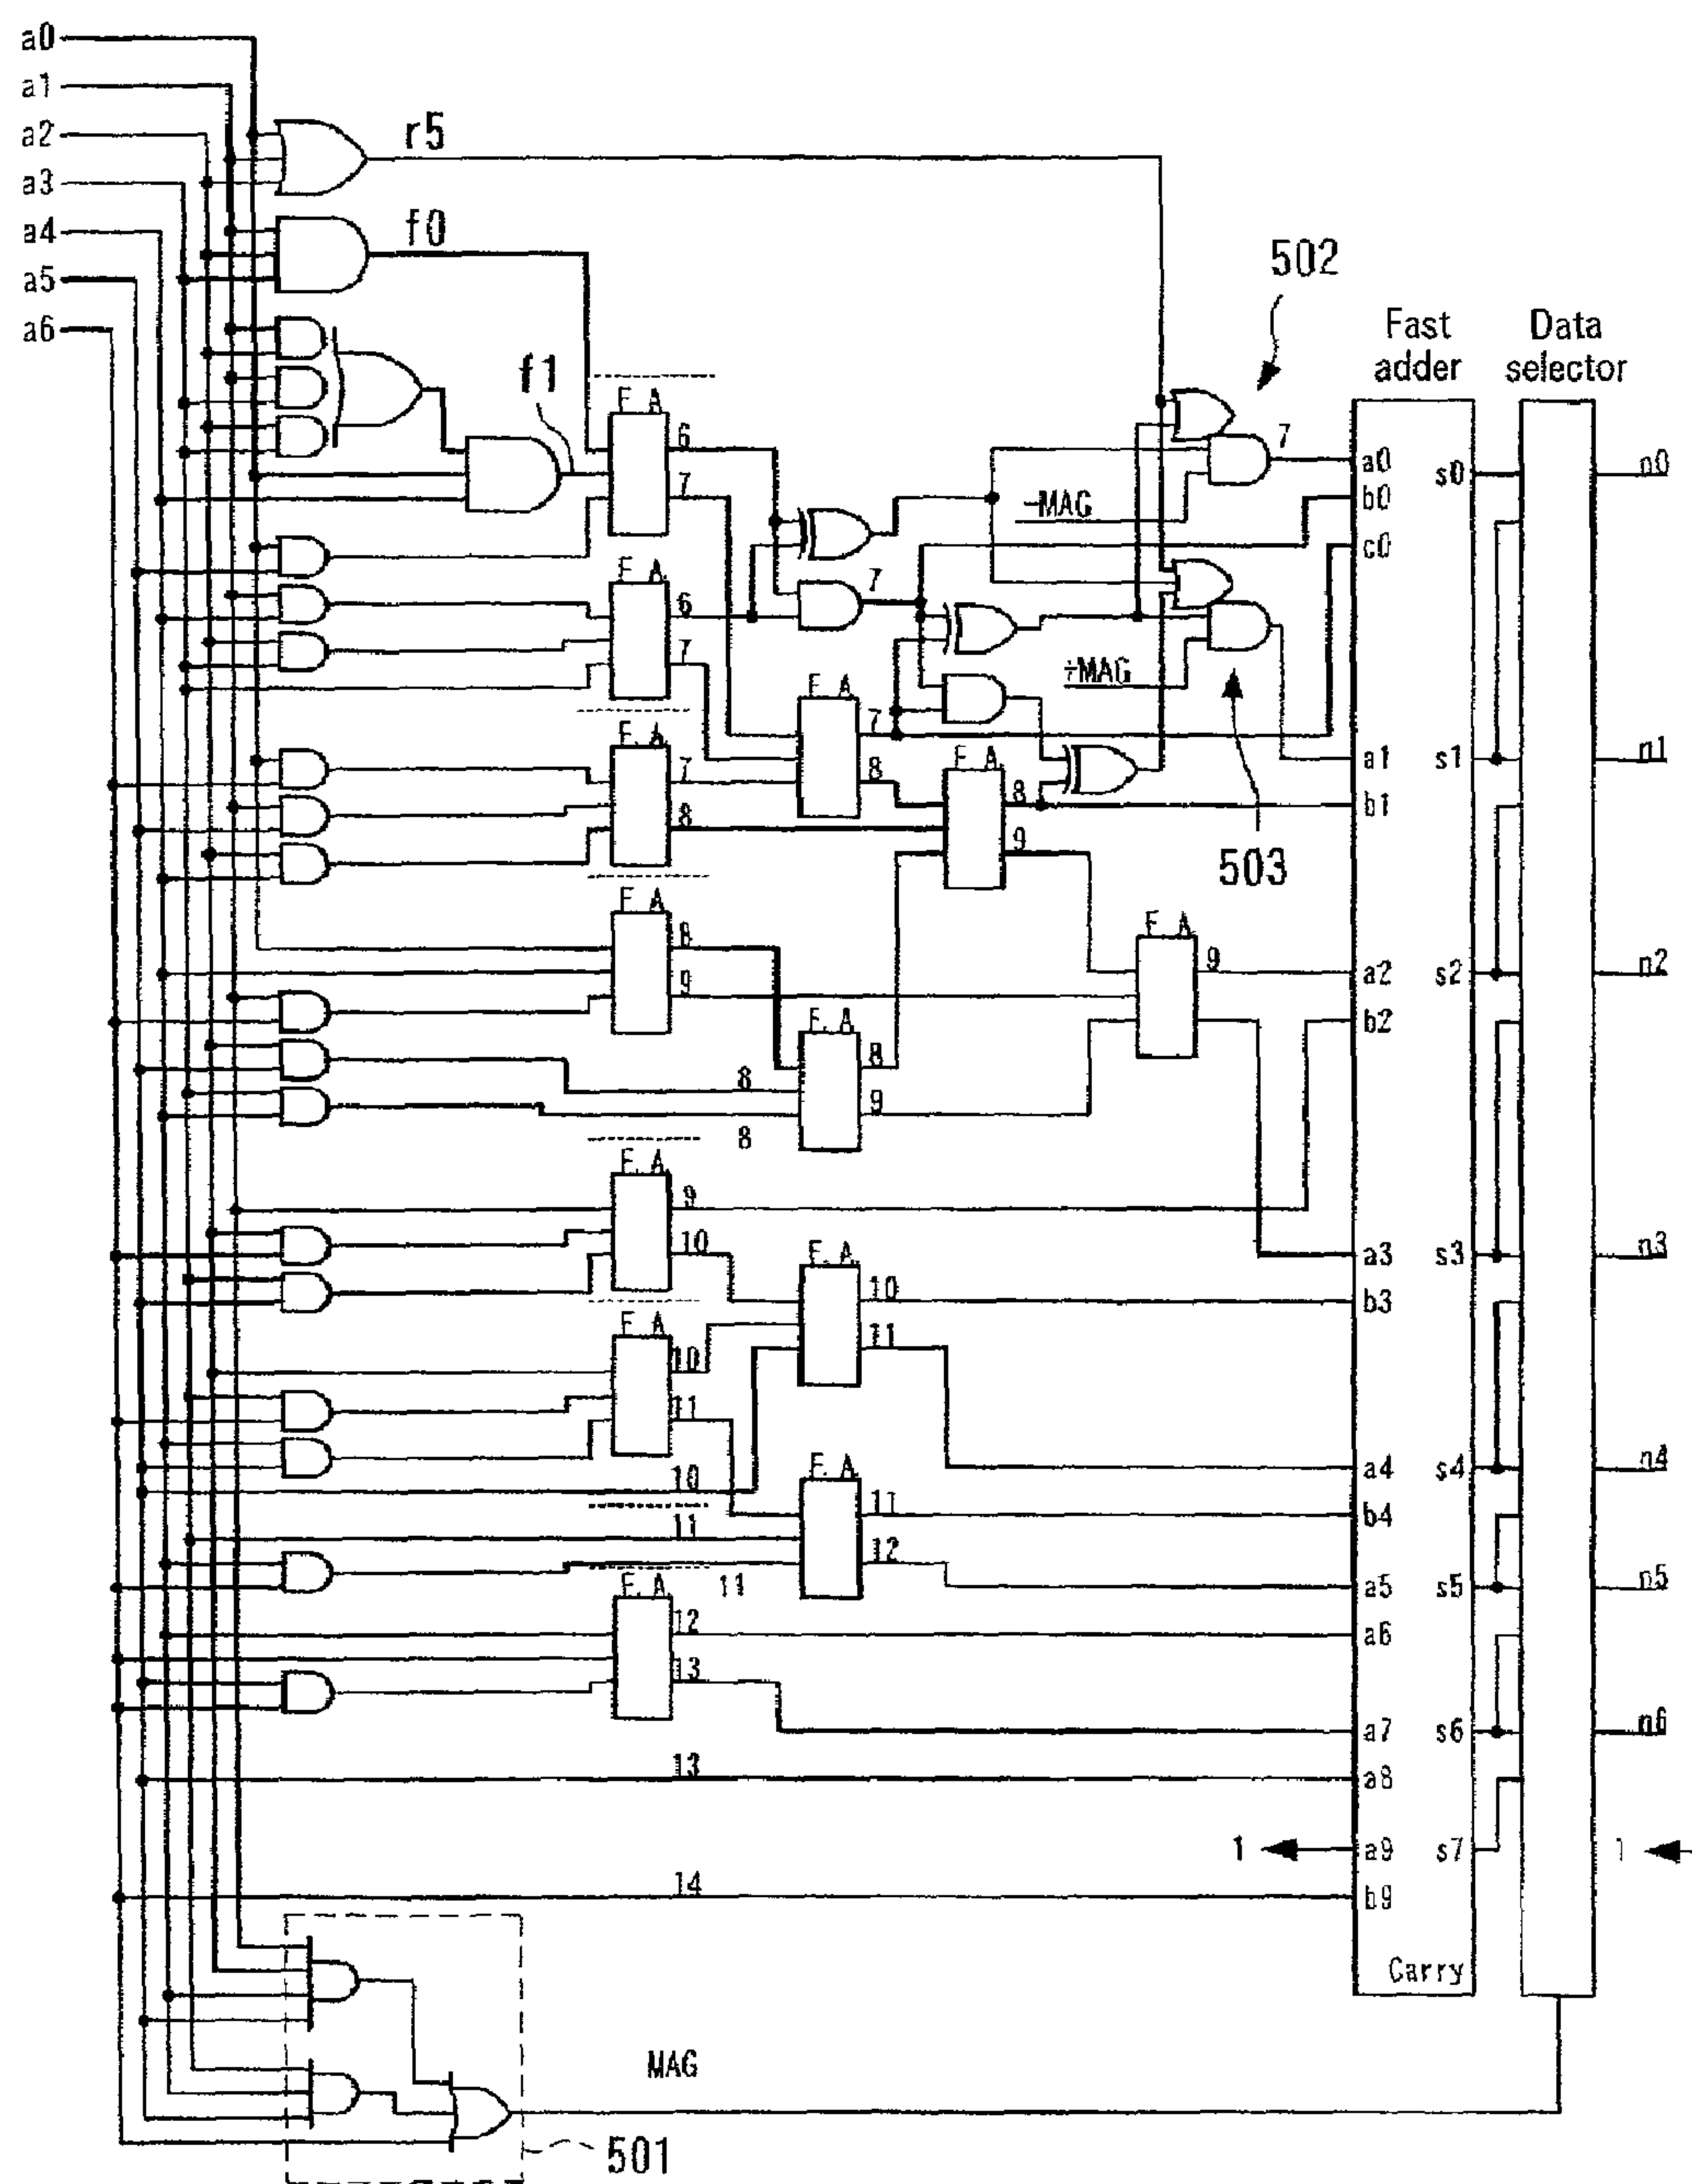 a0
a1
a2
a3
a4
a5
a6
r5
f0
f1
502
Fast adder
Data selector
F. A.
6
7
7
a0
s0
n0
b0
-MAG
c0
F. A.
6
7
7
+MAG
F. A.
7
8
503
F. A.
7
8
F. A.
8
9
a1
s1
n1
b1
F. A.
8
9
F. A.
9
a2
s2
n2
b2
F. A.
8
9
8
8
F. A.
9
10
F. A.
10
11
a3
s3
n3
b3
F. A.
10
11
10
a4
s4
n4
b4
F. A.
11
12
11
11
a5
s5
n5
F. A.
12
13
a6
a7
s6
n6
13
a8
1
a9
s7
1
14
b9
Carry
MAG
501